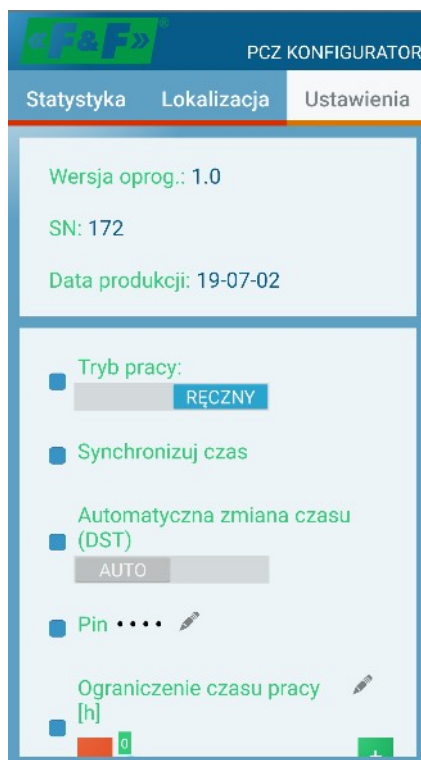 «F&F»®
PCZ KONFIGURATOR
Statystyka Lokalizacja Ustawienia
Wersja oprog.: 1.0
SN: 172
Data produkcji: 19-07-02
Tryb pracy:
RĘCZNY
Synchronizuj czas
Automatyczna zmiana czasu
(DST)
AUTO
Pin ••••
Ograniczenie czasu pracy
[h]
0
+